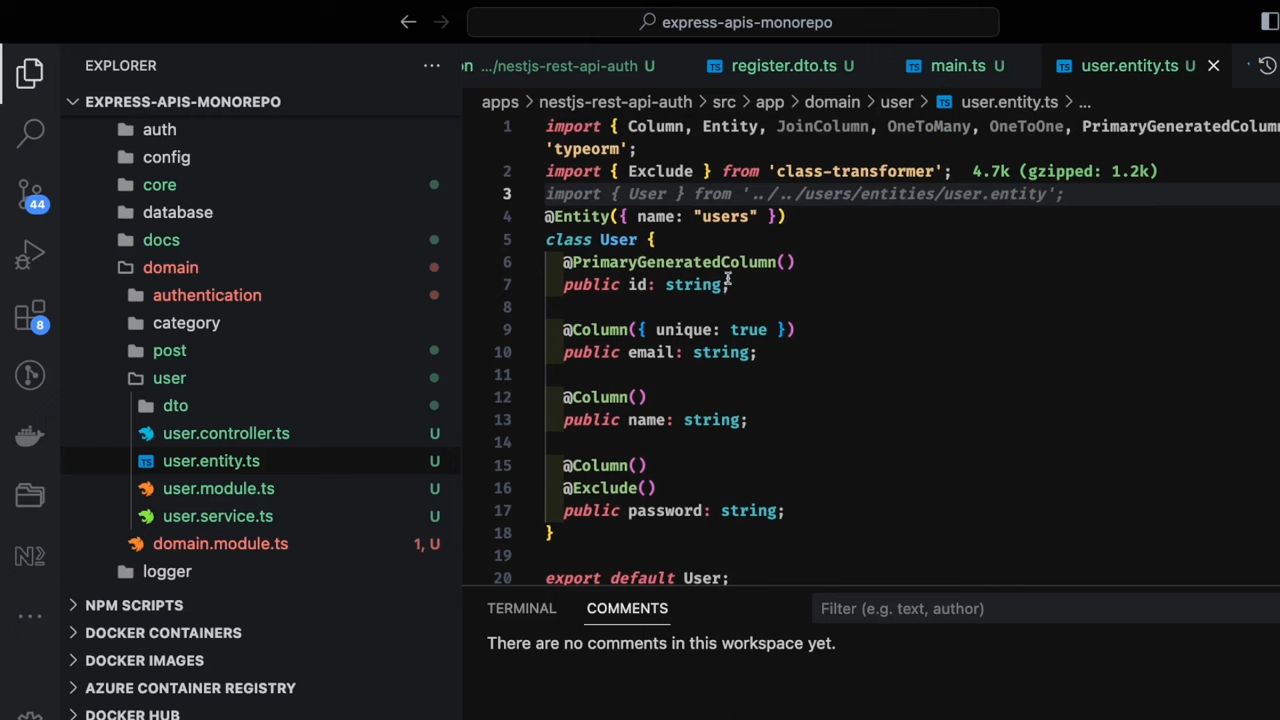 express-apis-monorepo
EXPLORER
EXPRESS-APIS-MONOREPO
auth
config
core
database
docs
domain
authentication
category
post
user
dto
user.controller.ts U
user.entity.ts U
user.module.ts U
user.service.ts U
domain.module.ts 1, U
logger
NPM SCRIPTS
DOCKER CONTAINERS
DOCKER IMAGES
AZURE CONTAINER REGISTRY
DOCKER HUB
44
8
on .../nestjs-rest-api-auth U
TS register.dto.ts U
TS main.ts U
TS user.entity.ts U
apps > nestjs-rest-api-auth > src > app > domain > user > TS user.entity.ts > ...
1 import { Column, Entity, JoinColumn, OneToMany, OneToOne, PrimaryGeneratedColumn
'typeorm';
2 import { Exclude } from 'class-transformer'; 4.7k (gzipped: 1.2k)
3 import { User } from '../../users/entities/user.entity';
4 @Entity({ name: "users" })
5 class User {
6 @PrimaryGeneratedColumn()
7 public id: string;
8
9 @Column({ unique: true })
10 public email: string;
11
12 @Column()
13 public name: string;
14
15 @Column()
16 @Exclude()
17 public password: string;
18 }
19
20 export default User;
TERMINAL COMMENTS Filter (e.g. text, author)
There are no comments in this workspace yet.